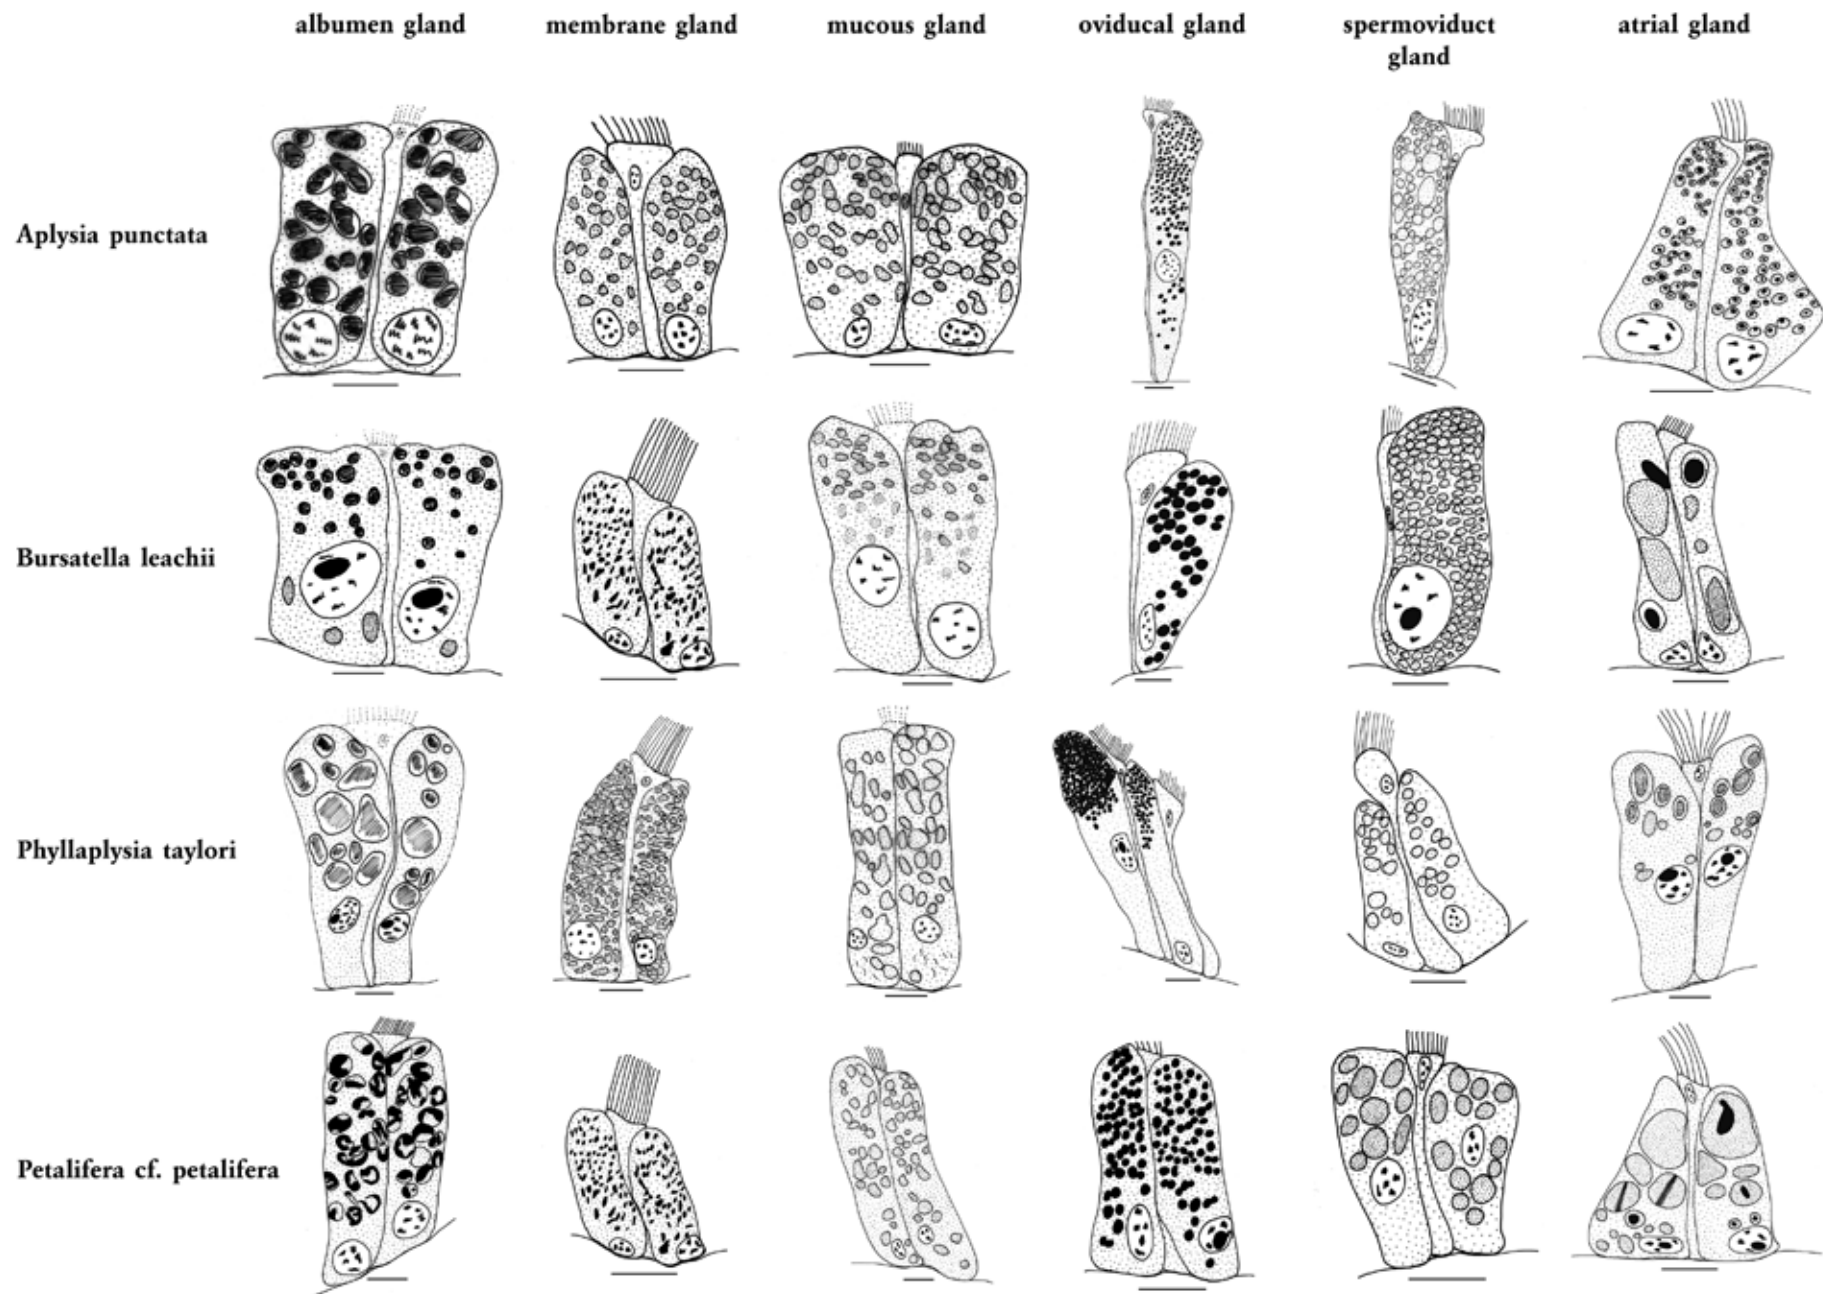 albumen gland membrane gland mucous gland oviducal gland spermoviduct gland atrial gland
Aplysia punctata
Bursatella leachii
Phyllaplysia taylori
Petalifera cf. petalifera